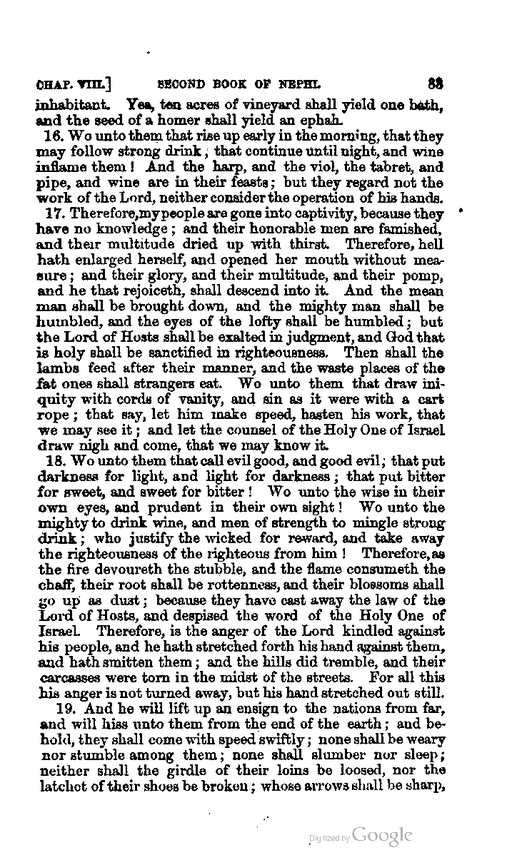 CHAP. VIII.] SECOND BOOK OF NEPHI. 83
inhabitant. Yea, ten acres of vineyard shall yield one bath,
and the seed of a homer shall yield an ephah.
16. Wo unto them that rise up early in the morning, that they
may follow strong drink, that continue until night, and wine
inflame them! And the harp, and the viol, the tabret, and
pipe, and wine are in their feasts; but they regard not the
work of the Lord, neither consider the operation of his hands.
17. Therefore, my people are gone into captivity, because they
have no knowledge; and their honorable men are famished,
and their multitude dried up with thirst. Therefore, hell
hath enlarged herself, and opened her mouth without mea-
sure; and their glory, and their multitude, and their pomp,
and he that rejoiceth, shall descend into it. And the mean
man shall be brought down, and the mighty man shall be
humbled, and the eyes of the lofty shall be humbled; but
the Lord of Hosts shall be exalted in judgment, and God that
is holy shall be sanctified in righteousness. Then shall the
lambs feed after their manner, and the waste places of the
fat ones shall strangers eat. Wo unto them that draw ini-
quity with cords of vanity, and sin as it were with a cart
rope; that say, let him make speed, hasten his work, that
we may see it; and let the counsel of the Holy One of Israel
draw nigh and come, that we may know it.
18. Wo unto them that call evil good, and good evil; that put
darkness for light, and light for darkness; that put bitter
for sweet, and sweet for bitter! Wo unto the wise in their
own eyes, and prudent in their own sight! Wo unto the
mighty to drink wine, and men of strength to mingle strong
drink; who justify the wicked for reward, and take away
the righteousness of the righteous from him! Therefore, as
the fire devoureth the stubble, and the flame consumeth the
chaff, their root shall be rottenness, and their blossoms shall
go up as dust; because they have cast away the law of the
Lord of Hosts, and despised the word of the Holy One of
Israel. Therefore, is the anger of the Lord kindled against
his people, and he hath stretched forth his hand against them,
and hath smitten them; and the hills did tremble, and their
carcasses were torn in the midst of the streets. For all this
his anger is not turned away, but his hand stretched out still.
19. And he will lift up an ensign to the nations from far,
and will hiss unto them from the end of the earth; and be-
hold, they shall come with speed swiftly; none shall be weary
nor stumble among them; none shall slumber nor sleep;
neither shall the girdle of their loins be loosed, nor the
latchet of their shoes be broken; whose arrows shall be sharp,
Digitized by Google